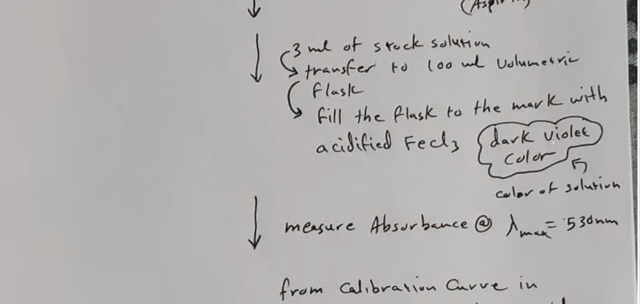 (Aspirin
3 ml of stock solution
transfer to 100 ml volumetric
flask
fill the flask to the mark with
acidified FeCl3 dark violet
color
color of solution
measure Absorbance @ λmax = 530nm
from Calibration Curve in